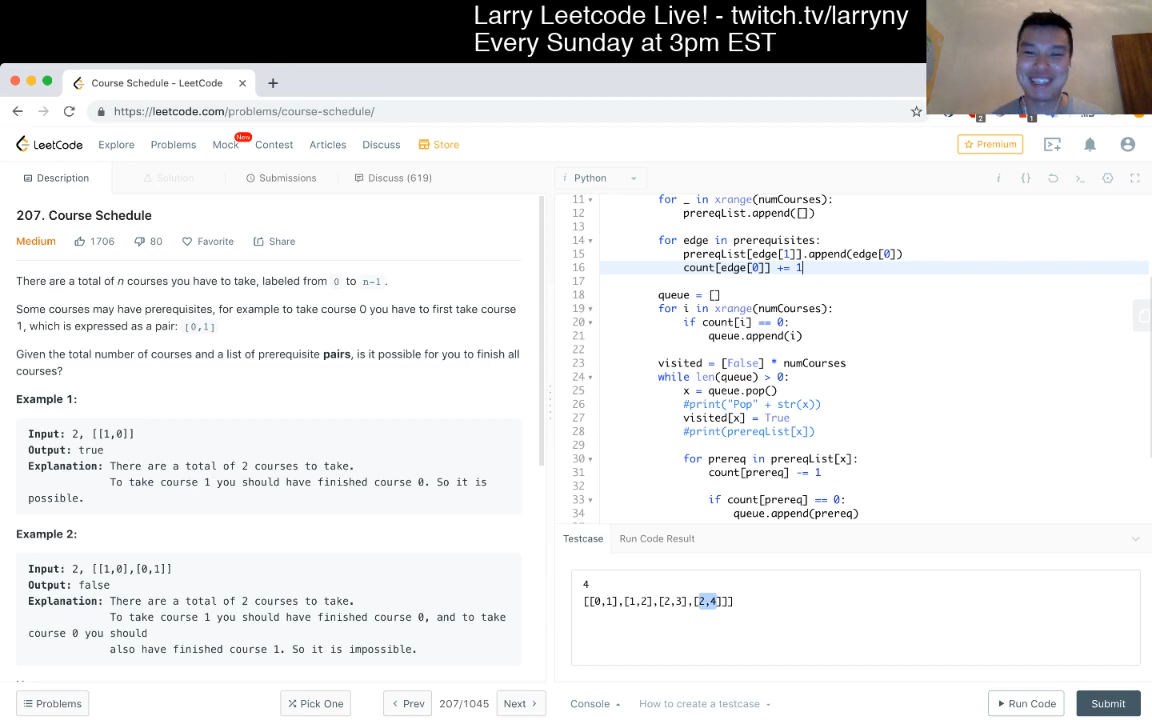 Larry Leetcode Live! - twitch.tv/larryny
Every Sunday at 3pm EST
Course Schedule - LeetCode
https://leetcode.com/problems/course-schedule/
LeetCode Explore Problems Mock New Contest Articles Discuss Store Premium
Description Solution Submissions Discuss (619) Python
207. Course Schedule
Medium 1706 80 Favorite Share
There are a total of n courses you have to take, labeled from 0 to n-1.
Some courses may have prerequisites, for example to take course 0 you have to first take course
1, which is expressed as a pair: [0,1]
Given the total number of courses and a list of prerequisite pairs, is it possible for you to finish all
courses?
Example 1:
Input: 2, [[1,0]]
Output: true
Explanation: There are a total of 2 courses to take.
To take course 1 you should have finished course 0. So it is
possible.
Example 2:
Input: 2, [[1,0],[0,1]]
Output: false
Explanation: There are a total of 2 courses to take.
To take course 1 you should have finished course 0, and to take
course 0 you should
also have finished course 1. So it is impossible.
11 for _ in xrange(numCourses):
12 prereqList.append([])
13
14 for edge in prerequisites:
15 prereqList[edge[1]].append(edge[0])
16 count[edge[0]] += 1
17
18 queue = []
19 for i in xrange(numCourses):
20 if count[i] == 0:
21 queue.append(i)
22
23 visited = [False] * numCourses
24 while len(queue) > 0:
25 x = queue.pop()
26 #print("Pop" + str(x))
27 visited[x] = True
28 #print(prereqList[x])
29
30 for prereq in prereqList[x]:
31 count[prereq] -= 1
32
33 if count[prereq] == 0:
34 queue.append(prereq)
Testcase Run Code Result
4
[[0,1],[1,2],[2,3],[2,4]]]
Problems Pick One Prev 207/1045 Next Console How to create a testcase Run Code Submit